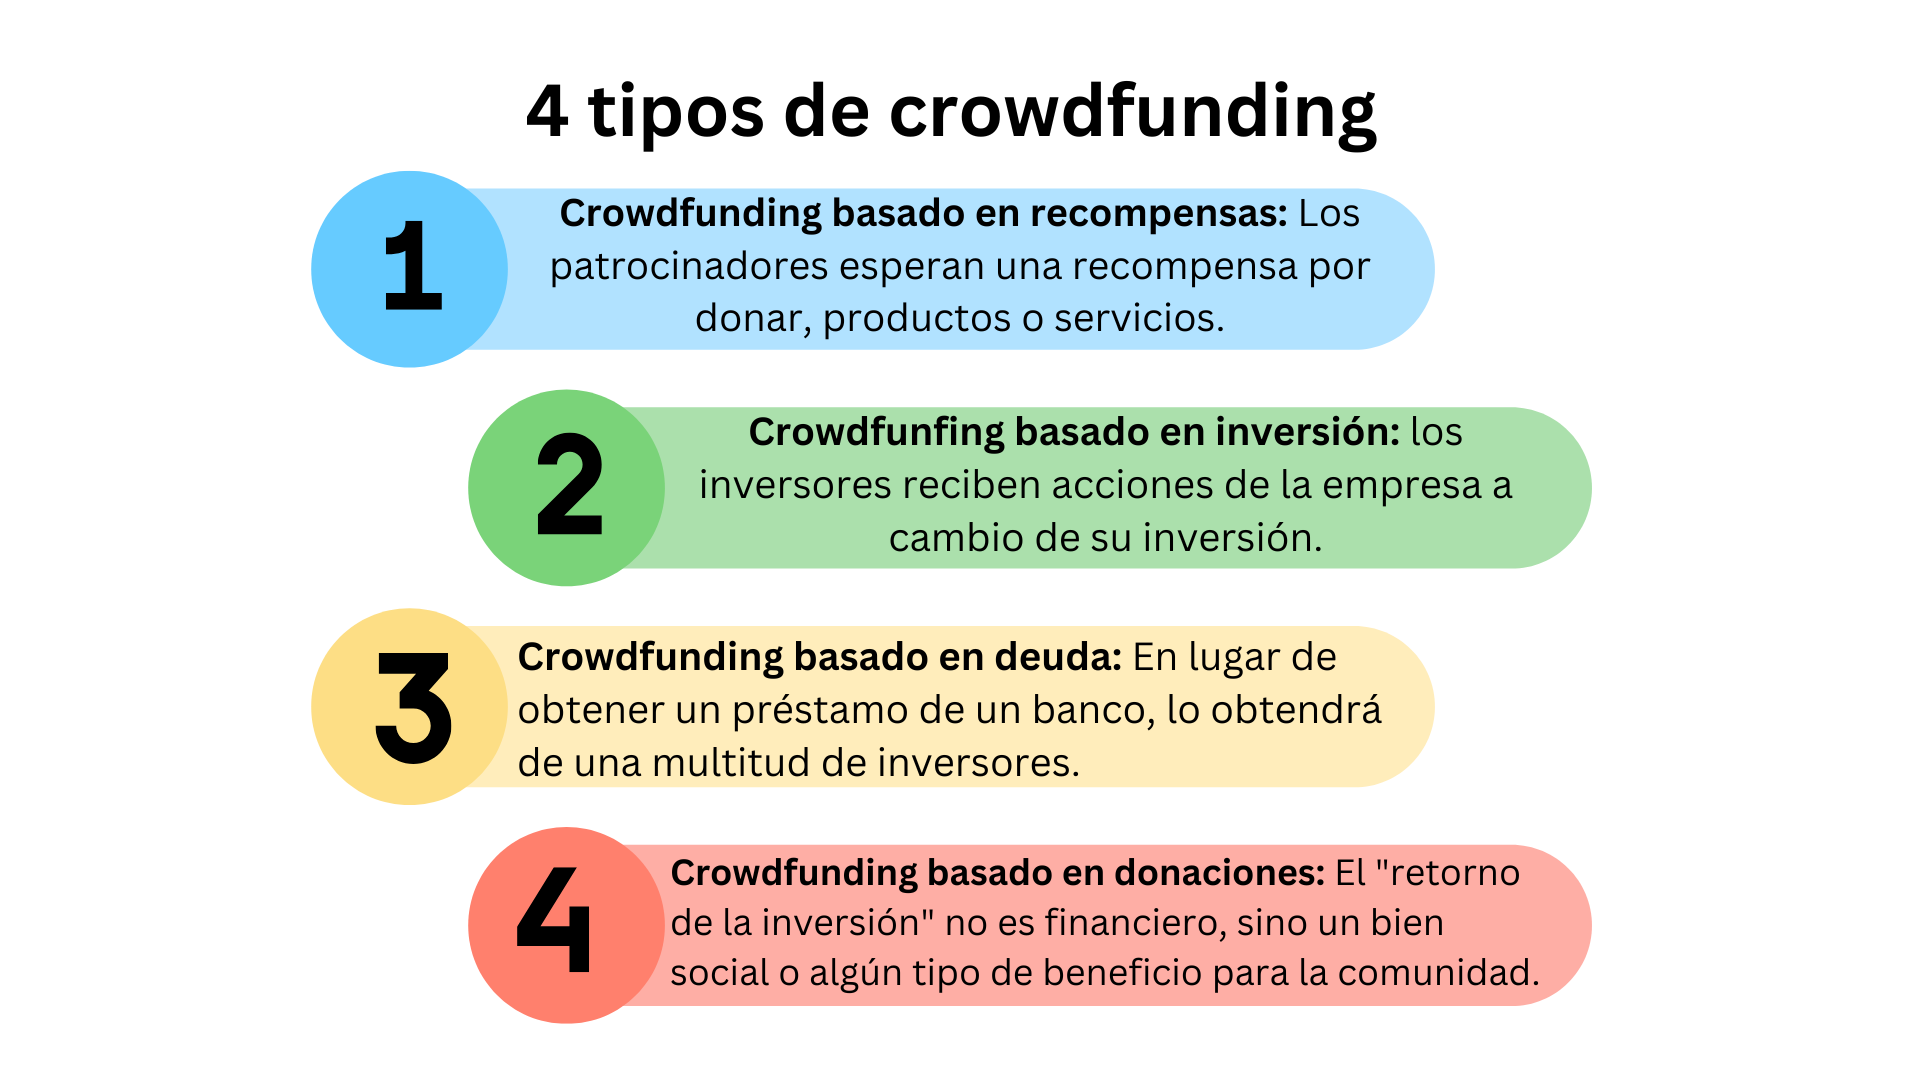 4 tipos de crowdfunding
1
Crowdfunding basado en recompensas: Los
patrocinadores esperan una recompensa por
donar, productos o servicios.
2
Crowdfunfing basado en inversión: los
inversores reciben acciones de la empresa a
cambio de su inversión.
3
Crowdfunding basado en deuda: En lugar de
obtener un préstamo de un banco, lo obtendrá
de una multitud de inversores.
4
Crowdfunding basado en donaciones: El "retorno
de la inversión" no es financiero, sino un bien
social o algún tipo de beneficio para la comunidad.